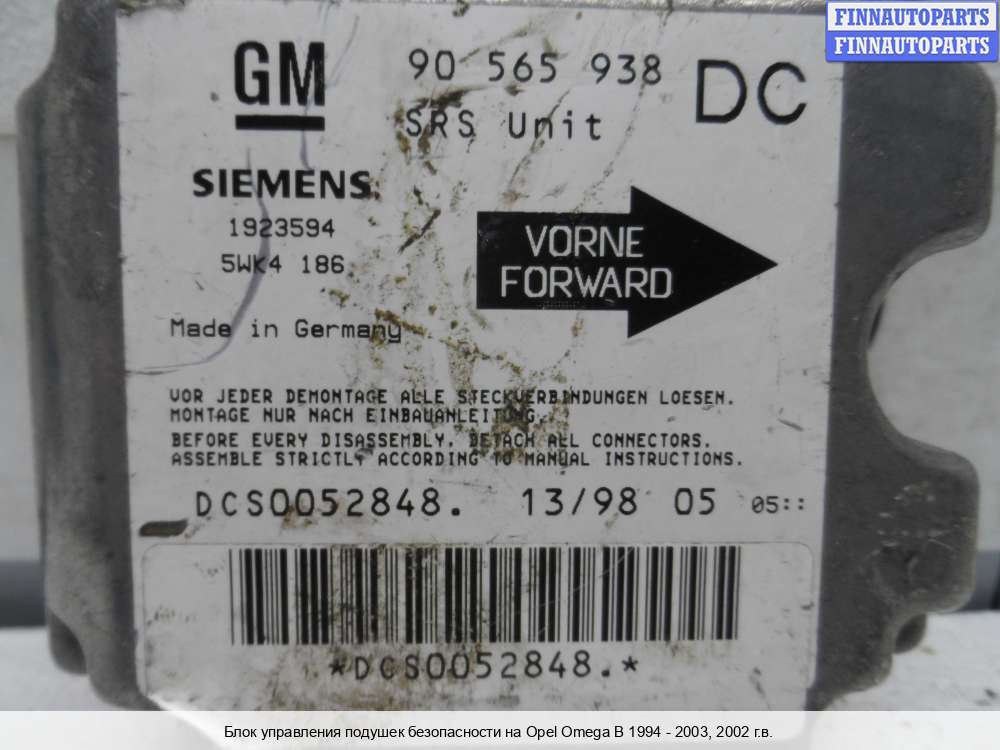 FINNAUTOPARTS
FINNAUTOPARTS
GM
90 565 938
DC
SRS Unit
SIEMENS
1923594
5WK4 186
VORNE
FORWARD
Made in Germany
VOR JEDER DEMONTAGE ALLE STECKVERBINDUNGEN LOESEN.
MONTAGE NUR NACH EINBAUANLEITUNG.
BEFORE EVERY DISASSEMBLY, DETACH ALL CONNECTORS.
ASSEMBLE STRICTLY ACCORDING TO MANUAL INSTRUCTIONS.
DCS0052848. 13/98 05 05::
*DCS0052848.*
Блок управления подушек безопасности на Opel Omega B 1994 - 2003, 2002 г.в.